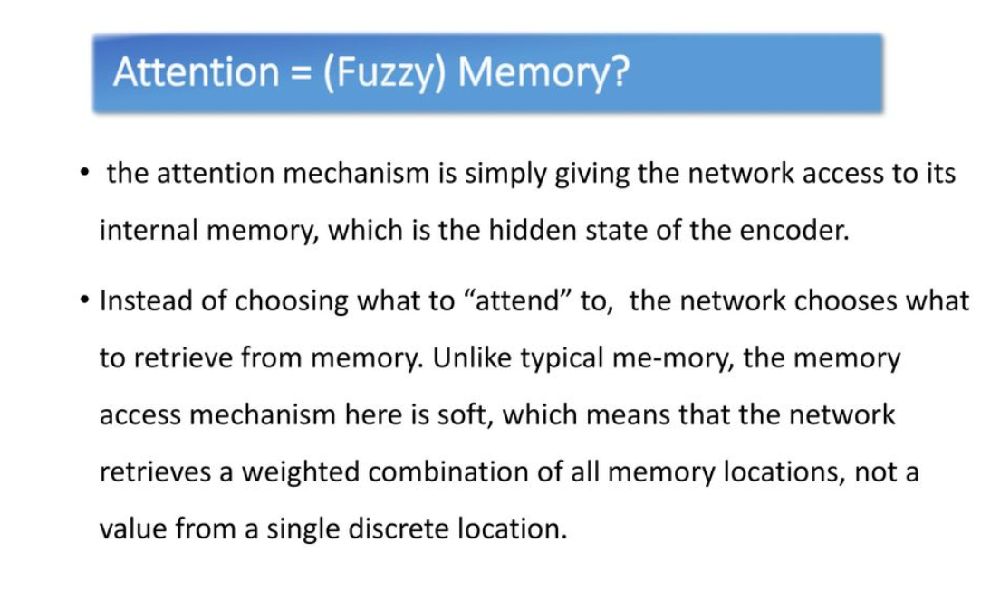 Attention = (Fuzzy) Memory?
• the attention mechanism is simply giving the network access to its
internal memory, which is the hidden state of the encoder.
• Instead of choosing what to “attend” to,  the network chooses what
to retrieve from memory. Unlike typical me-mory, the memory
access mechanism here is soft, which means that the network
retrieves a weighted combination of all memory locations, not a
value from a single discrete location.